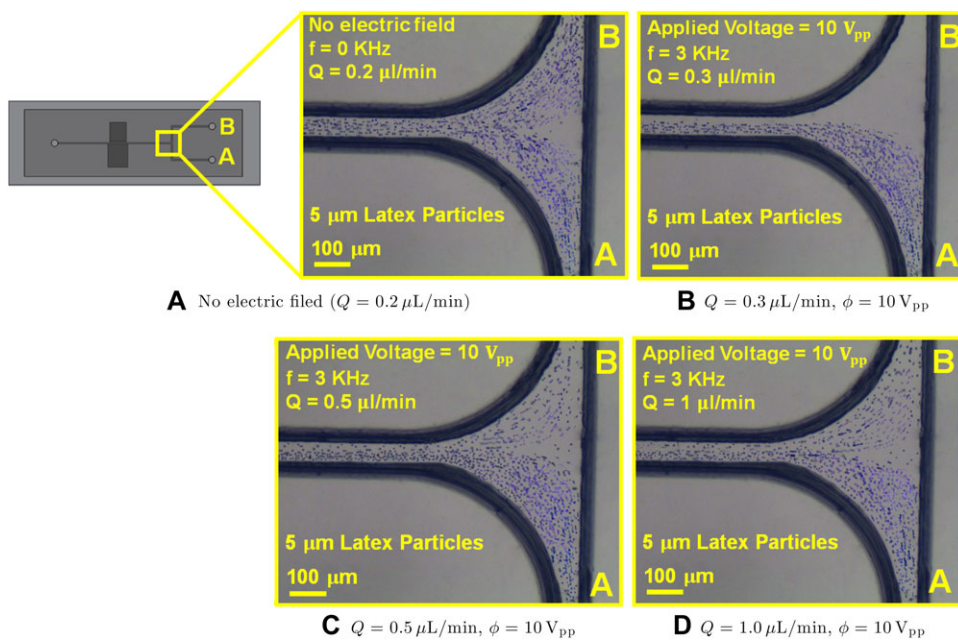 B
A
No electric field
f = 0 KHz
Q = 0.2 µl/min
B
5 µm Latex Particles
100 µm
A
Applied Voltage = 10 Vpp
f = 3 KHz
Q = 0.3 µl/min
B
5 µm Latex Particles
100 µm
A
A No electric filed (Q = 0.2 µL/min)
B Q = 0.3 µL/min, ϕ = 10 Vpp
Applied Voltage = 10 Vpp
f = 3 KHz
Q = 0.5 µl/min
B
5 µm Latex Particles
100 µm
A
Applied Voltage = 10 Vpp
f = 3 KHz
Q = 1 µl/min
B
5 µm Latex Particles
100 µm
A
C Q = 0.5 µL/min, ϕ = 10 Vpp
D Q = 1.0 µL/min, ϕ = 10 Vpp